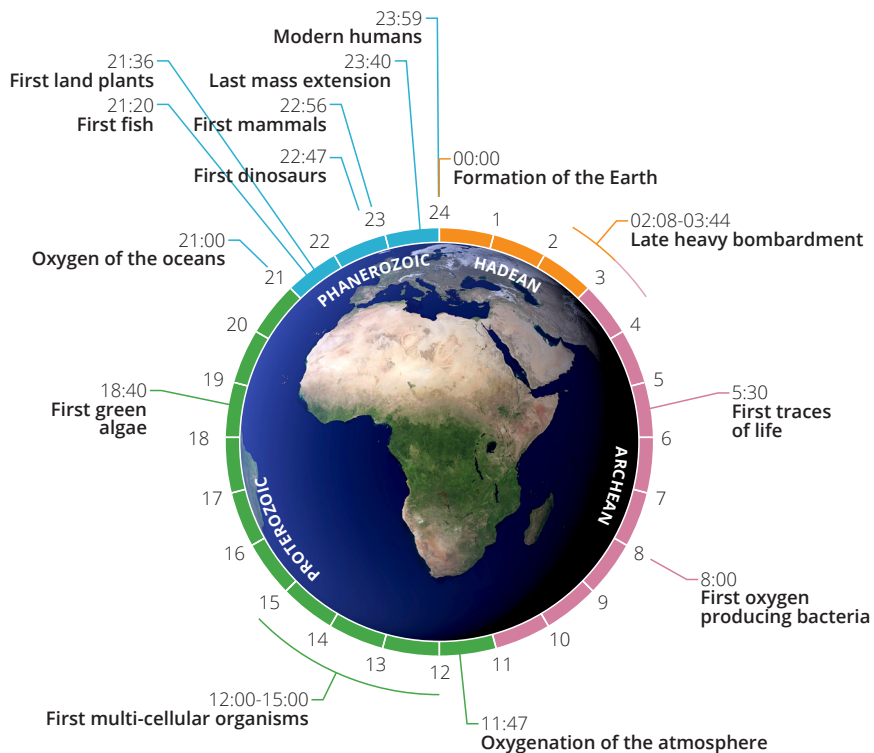 23:59
Modern humans
21:36
First land plants
23:40
Last mass extension
21:20
First fish
22:56
First mammals
22:47
First dinosaurs
00:00
Formation of the Earth
02:08-03:44
Late heavy bombardment
21:00
Oxygen of the oceans
24
1
2
3
4
5
6
7
8
9
10
11
12
13
14
15
16
17
18
19
20
21
22
23
PHANEROZOIC
HADEAN
ARCHEAN
PROTEROZOIC
18:40
First green
algae
5:30
First traces
of life
8:00
First oxygen
producing bacteria
12:00-15:00
First multi-cellular organisms
11:47
Oxygenation of the atmosphere